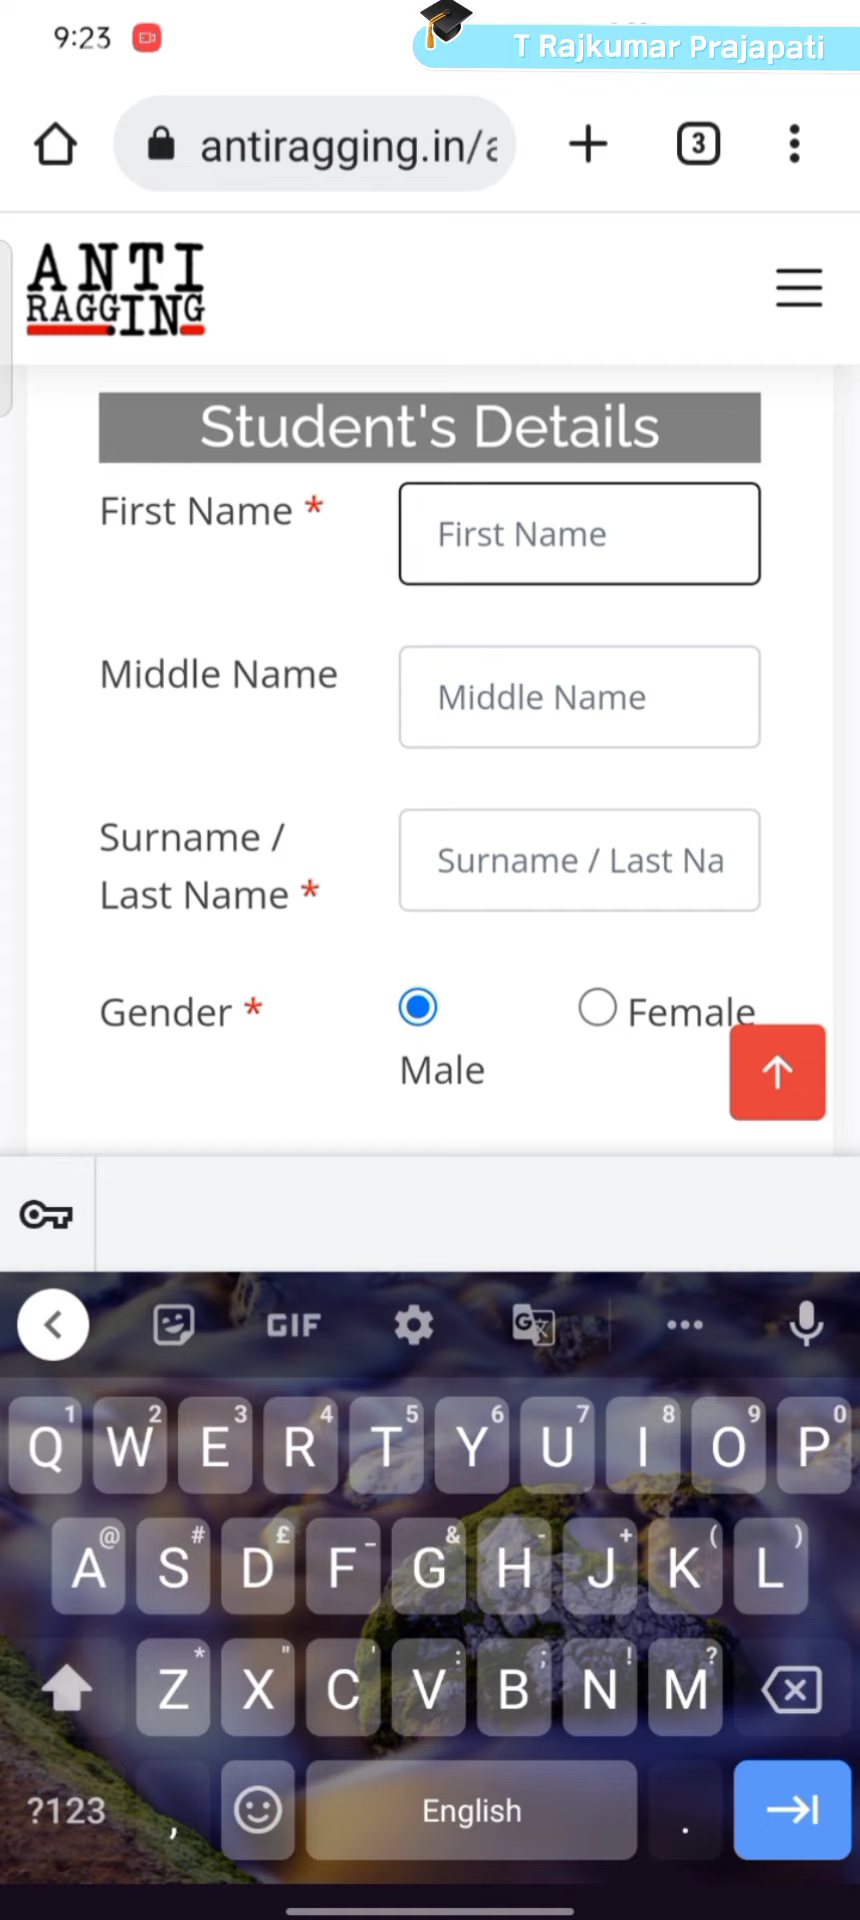 9:23
T Rajkumar Prajapati
antiragging.in/a
3
ANTI
RAGGING
Student's Details
First Name *
First Name
Middle Name
Middle Name
Surname /
Last Name *
Surname / Last Na
Gender *
Male
Female
GIF
G
1 2 3 4 5 6 7 8 9 0
Q W E R T Y U I O P
@ # £ _ & - + ( )
A S D F G H J K L
* " ' : ; ! ?
Z X C V B N M
?123 , English .